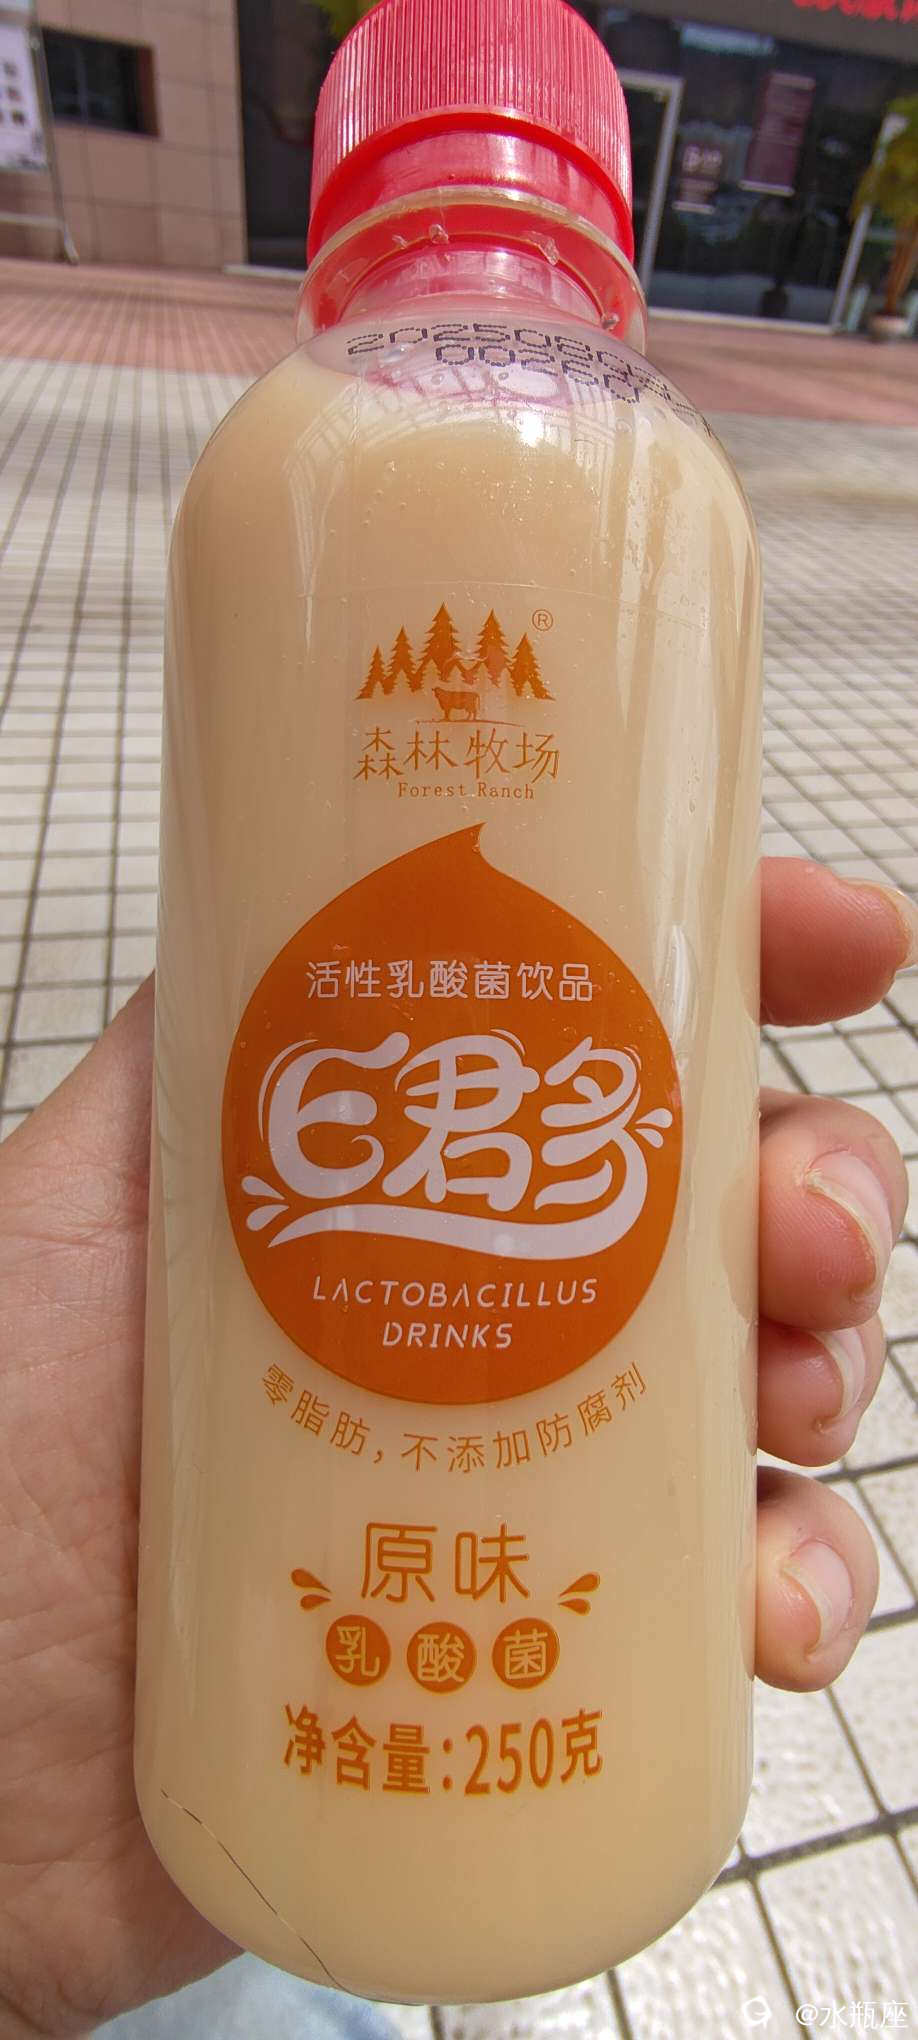 ®
森林牧场
Forest Ranch
活性乳酸菌饮品
E君多
LACTOBACILLUS
DRINKS
零脂肪,不添加防腐剂
原味
乳酸菌
净含量:250克
@水瓶座